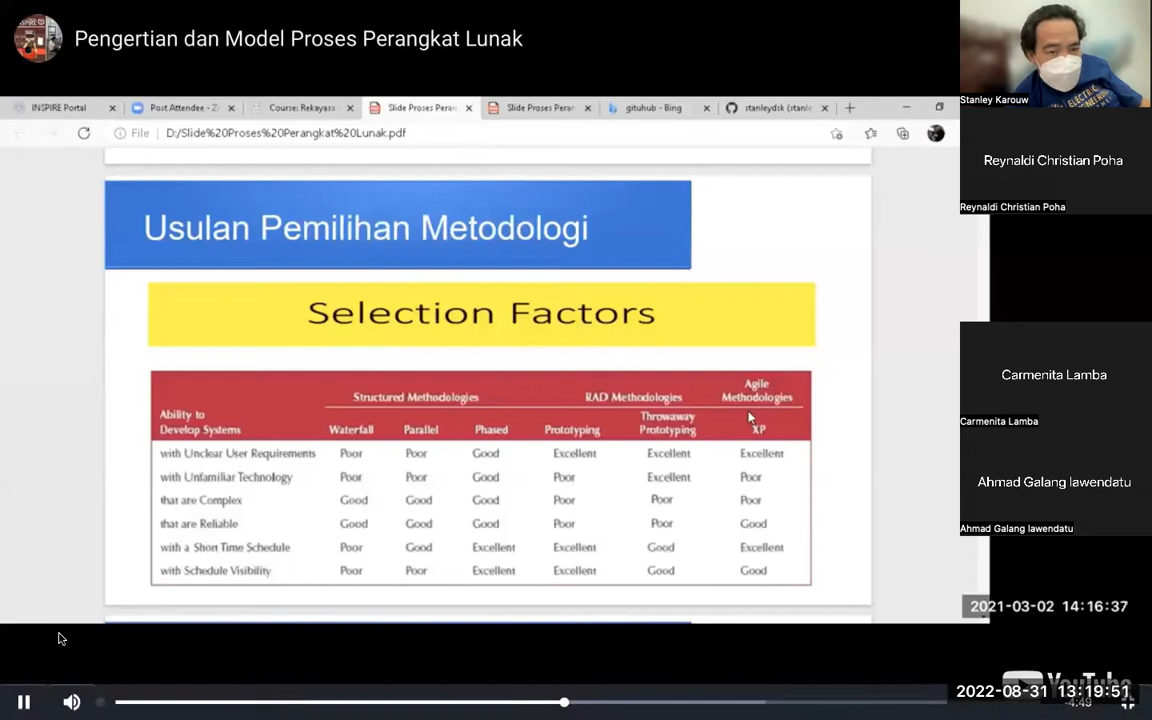 Pengertian dan Model Proses Perangkat Lunak
INSPIRE Portal
Post Attendee - Z
Course: Rekayasa
Slide Proses Peran
Slide Proses Peran
gituhub - Bing
stanleydsk (stanle
File D:/Slide%20Proses%20Perangkat%20Lunak.pdf
Usulan Pemilihan Metodologi
Selection Factors
Structured Methodologies RAD Methodologies Agile Methodologies
Ability to Develop Systems Waterfall Parallel Phased Prototyping Throwaway Prototyping XP
with Unclear User Requirements Poor Poor Good Excellent Excellent Excellent
with Unfamiliar Technology Poor Poor Good Poor Excellent Poor
that are Complex Good Good Good Poor Poor Poor
that are Reliable Good Good Good Poor Poor Good
with a Short Time Schedule Poor Good Excellent Excellent Good Excellent
with Schedule Visibility Poor Poor Excellent Excellent Good Good
Stanley Karouw
Reynaldi Christian Poha
Reynaldi Christian Poha
Carmenita Lamba
Carmenita Lamba
Ahmad Galang lawendatu
Ahmad Galang lawendatu
2021-03-02 14:16:37
YouTube
2022-08-31 13:19:51
-4:49